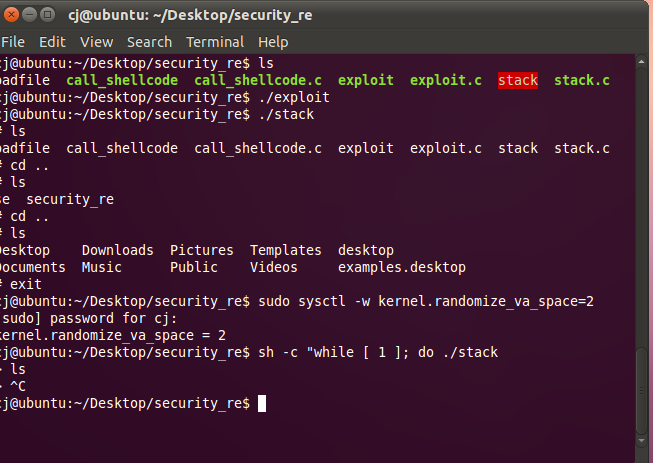 cj@ubuntu: ~/Desktop/security_re
File Edit View Search Terminal Help
cj@ubuntu:~/Desktop/security_re$ ls
badfile call_shellcode call_shellcode.c exploit exploit.c stack stack.c
cj@ubuntu:~/Desktop/security_re$ ./exploit
cj@ubuntu:~/Desktop/security_re$ ./stack
# ls
badfile call_shellcode call_shellcode.c exploit exploit.c stack stack.c
# cd ..
# ls
se security_re
# cd ..
# ls
Desktop Downloads Pictures Templates desktop
Documents Music Public Videos examples.desktop
# exit
cj@ubuntu:~/Desktop/security_re$ sudo sysctl -w kernel.randomize_va_space=2
[sudo] password for cj:
kernel.randomize_va_space = 2
cj@ubuntu:~/Desktop/security_re$ sh -c "while [ 1 ]; do ./stack
> ls
> ^C
cj@ubuntu:~/Desktop/security_re$